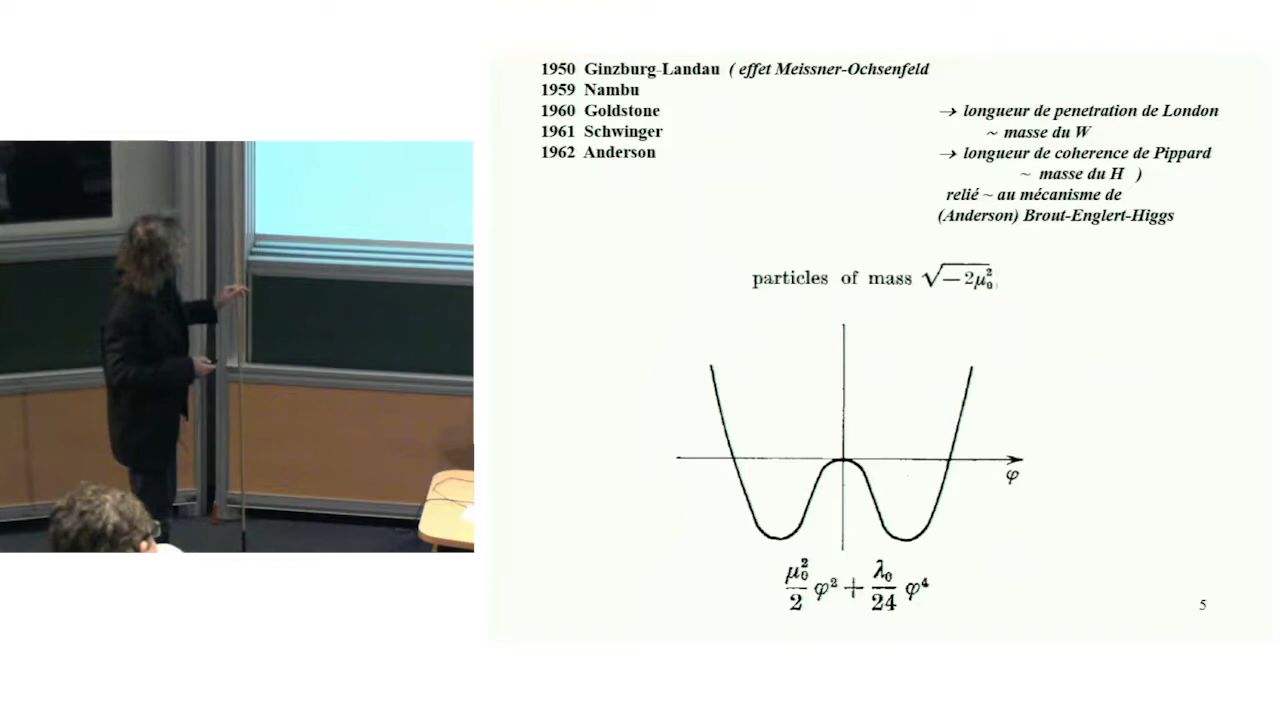 1950 Ginzburg-Landau ( effet Meissner-Ochsenfeld
1959 Nambu
1960 Goldstone
1961 Schwinger
1962 Anderson
→ longueur de penetration de London
~ masse du W
→ longueur de coherence de Pippard
~ masse du H )
relié ~ au mécanisme de
(Anderson) Brout-Englert-Higgs
particles of mass √−2μ₀²
φ
μ₀²/2 φ² + λ₀/24 φ⁴
5